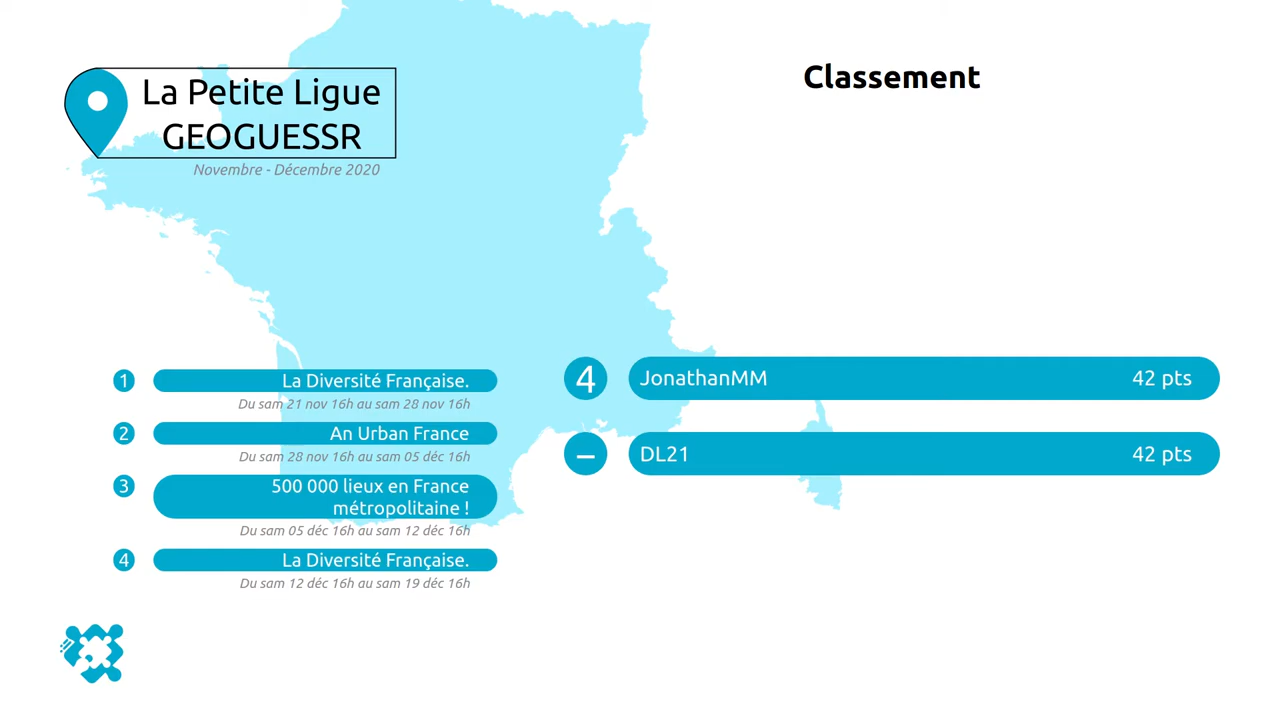 La Petite Ligue
GEOGUESSR
Novembre - Décembre 2020
1
La Diversité Française.
Du sam 21 nov 16h au sam 28 nov 16h
2
An Urban France
Du sam 28 nov 16h au sam 05 déc 16h
3
500 000 lieux en France
métropolitaine !
Du sam 05 déc 16h au sam 12 déc 16h
4
La Diversité Française.
Du sam 12 déc 16h au sam 19 déc 16h
Classement
4 JonathanMM 42 pts
– DL21 42 pts